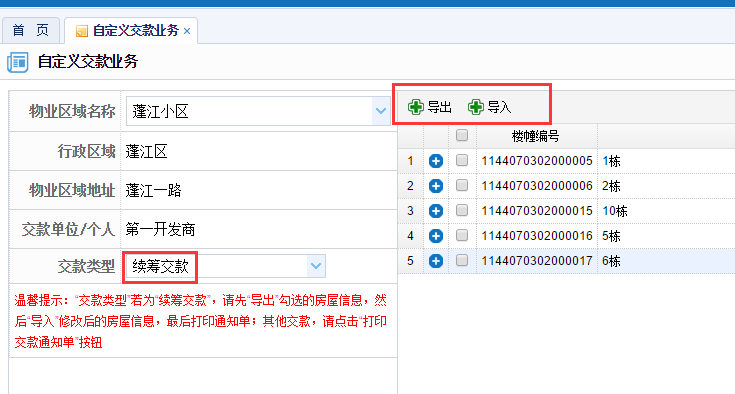 首 页
自定义交款业务 ×
自定义交款业务
物业区域名称 蓬江小区
行政区域 蓬江区
物业区域地址 蓬江一路
交款单位/个人 第一开发商
交款类型 续筹交款
温馨提示：“交款类型”若为“续筹交款”，请先“导出”勾选的房屋信息，然
后“导入”修改后的房屋信息，最后打印通知单；其他交款，请点击“打印
交款通知单”按钮
导出 导入
楼幢编号
1 1144070302000005 1栋
2 1144070302000006 2栋
3 1144070302000015 10栋
4 1144070302000016 5栋
5 1144070302000017 6栋